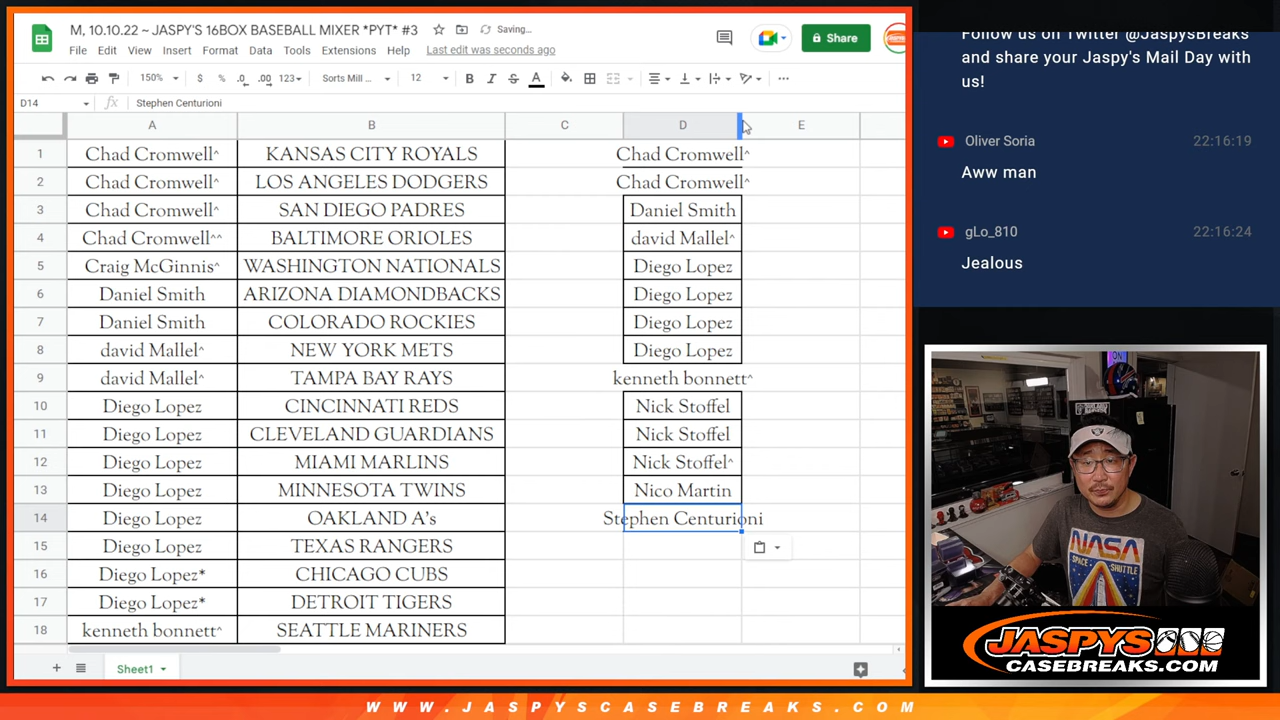 M, 10.10.22 ~ JASPY'S 16BOX BASEBALL MIXER *PYT* #3
Saving...
Share
File Edit View Insert Format Data Tools Extensions Help Last edit was seconds ago
150% $ % .0 .00 123 Sorts Mill ... 12 B I S A
D14 fx Stephen Centurioni
A B C D E
1 Chad Cromwell^ KANSAS CITY ROYALS Chad Cromwell^
2 Chad Cromwell^ LOS ANGELES DODGERS Chad Cromwell^
3 Chad Cromwell^ SAN DIEGO PADRES Daniel Smith
4 Chad Cromwell^^ BALTIMORE ORIOLES david Mallel^
5 Craig McGinnis^ WASHINGTON NATIONALS Diego Lopez
6 Daniel Smith ARIZONA DIAMONDBACKS Diego Lopez
7 Daniel Smith COLORADO ROCKIES Diego Lopez
8 david Mallel^ NEW YORK METS Diego Lopez
9 david Mallel^ TAMPA BAY RAYS kenneth bonnett^
10 Diego Lopez CINCINNATI REDS Nick Stoffel
11 Diego Lopez CLEVELAND GUARDIANS Nick Stoffel
12 Diego Lopez MIAMI MARLINS Nick Stoffel^
13 Diego Lopez MINNESOTA TWINS Nico Martin
14 Diego Lopez OAKLAND A's Stephen Centurioni
15 Diego Lopez TEXAS RANGERS
16 Diego Lopez* CHICAGO CUBS
17 Diego Lopez* DETROIT TIGERS
18 kenneth bonnett^ SEATTLE MARINERS
Sheet1
Follow us on Twitter @JaspysBreaks
and share your Jaspy's Mail Day with
us!
Oliver Soria 22:16:19
Aww man
gLo_810 22:16:24
Jealous
ON
NASA
SPACE SHUTTLE
JASPYS
CASEBREAKS.COM
WWW.JASPYSCASEBREAKS.COM